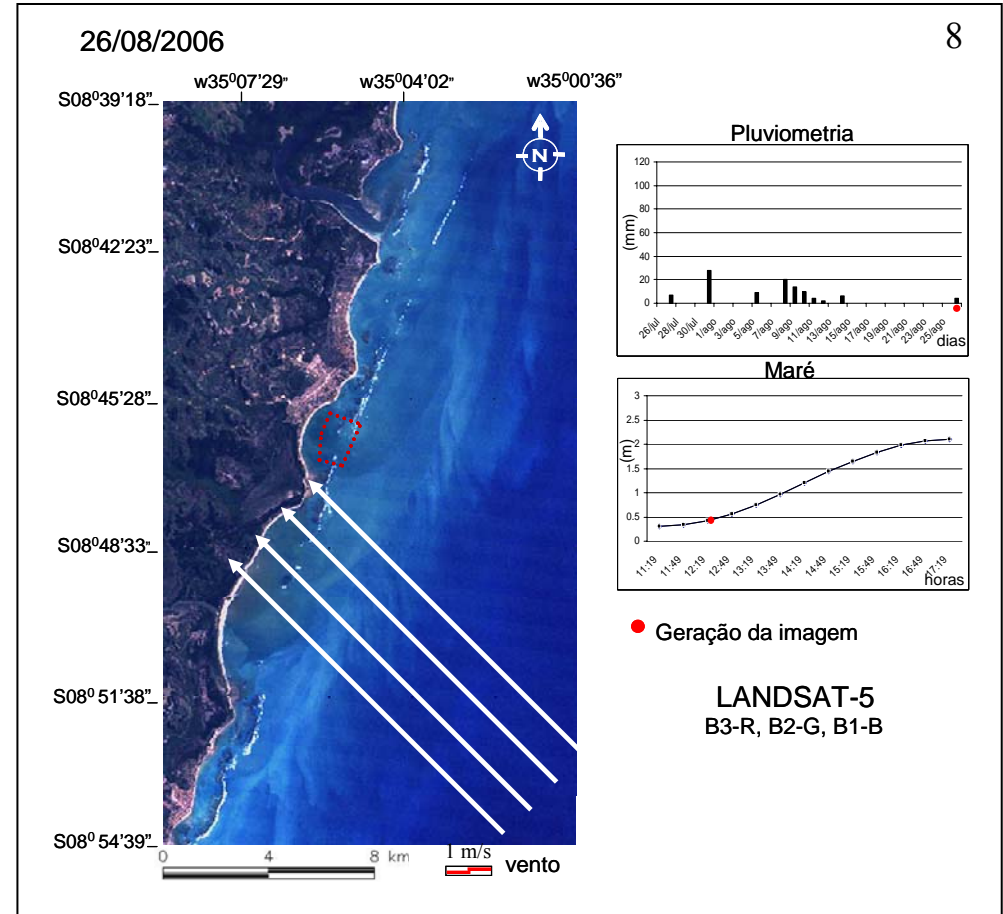 26/08/2006
8
w35⁰07’29”
w35⁰04’02”
w35⁰00’36”
S08⁰39’18”
S08⁰42’23”
S08⁰45’28”
S08⁰48’33”
S08⁰ 51’38”
S08⁰ 54’39”
N
0 4 8 km
1 m/s
vento
Pluviometria
(mm)
120
100
80
60
40
20
0
26/jul 28/jul 30/jul 1/ago 3/ago 5/ago 7/ago 9/ago 11/ago 13/ago 15/ago 17/ago 19/ago 21/ago 23/ago 25/ago
dias
Maré
(m)
3
2.5
2
1.5
1
0.5
0
11:19 11:49 12:19 12:49 13:19 13:49 14:19 14:49 15:19 15:49 16:19 16:49 17:19
horas
Geração da imagem
LANDSAT-5
B3-R, B2-G, B1-B